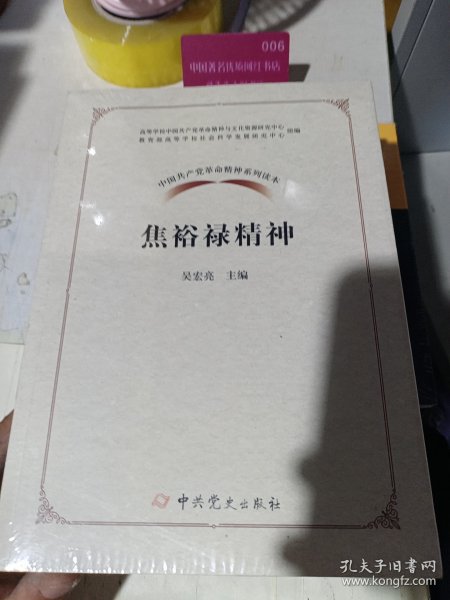 006
中国著名传统网红书店
高等学校中国共产党革命精神与文化资源研究中心
教育部高等学校社会科学发展研究中心
组编
中国共产党革命精神系列读本
焦裕禄精神
吴宏亮 主编
中共党史出版社
孔夫子旧书网
www.kongfz.com